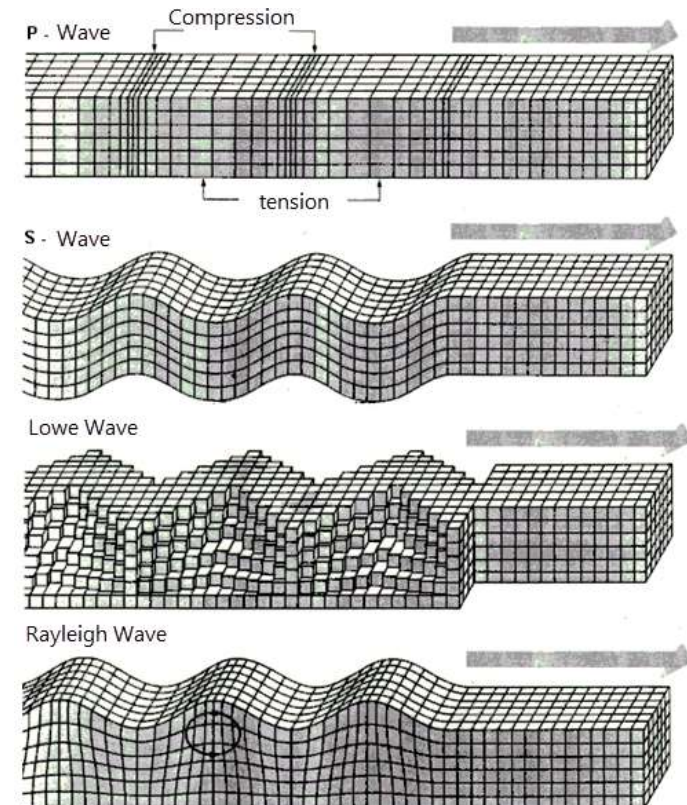 Compression
P - Wave
tension
S - Wave
Lowe Wave
Rayleigh Wave